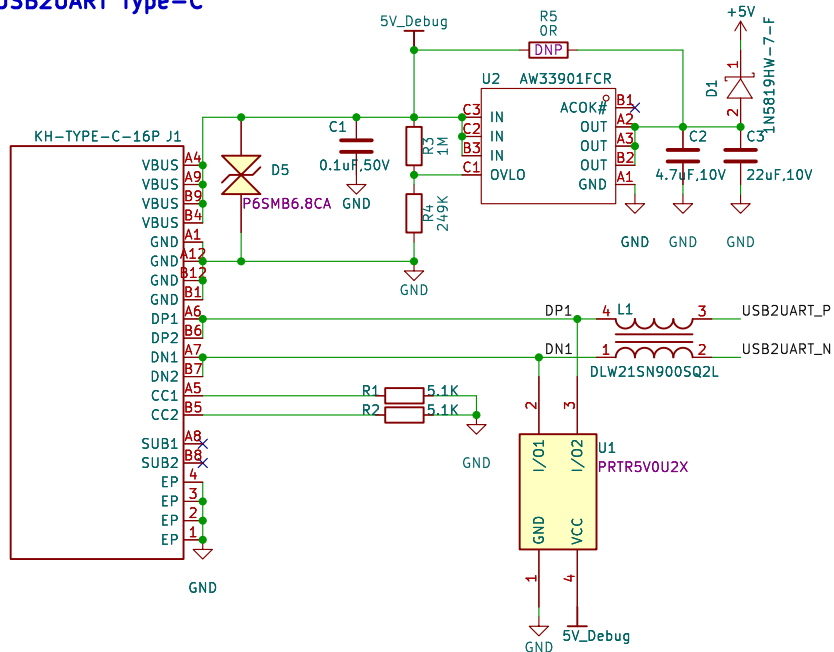 USB2UART Type-C
5V_Debug
R5
0R
DNP
+5V
1
D1
2
1N5819HW-7-F
U2
AW33901FCR
C3
IN
C2
IN
B3
IN
C1
OVLO
B1
ACOK#
A2
OUT
A3
OUT
B2
OUT
A1
GND
KH-TYPE-C-16P
J1
D5
P6SMB6.8CA
C1
0.1uF,50V
GND
R3
1M
R4
249K
GND
GND
C2
4.7uF,10V
GND
C3
22uF,10V
GND
VBUS
A4
VBUS
A9
VBUS
B9
VBUS
B4
GND
A1
GND
A12
GND
B12
GND
B1
DP1
A6
DP2
B6
DN1
A7
DN2
B7
CC1
A5
CC2
B5
SUB1
A8
SUB2
B8
EP
4
EP
3
EP
2
EP
1
GND
R1
5.1K
R2
5.1K
GND
DP1
4
L1
3
USB2UART_P
DN1
1
2
USB2UART_N
DLW21SN900SQ2L
2
3
I/O1
I/O2
U1
PRTR5V0U2X
GND
VCC
1
4
GND
5V_Debug